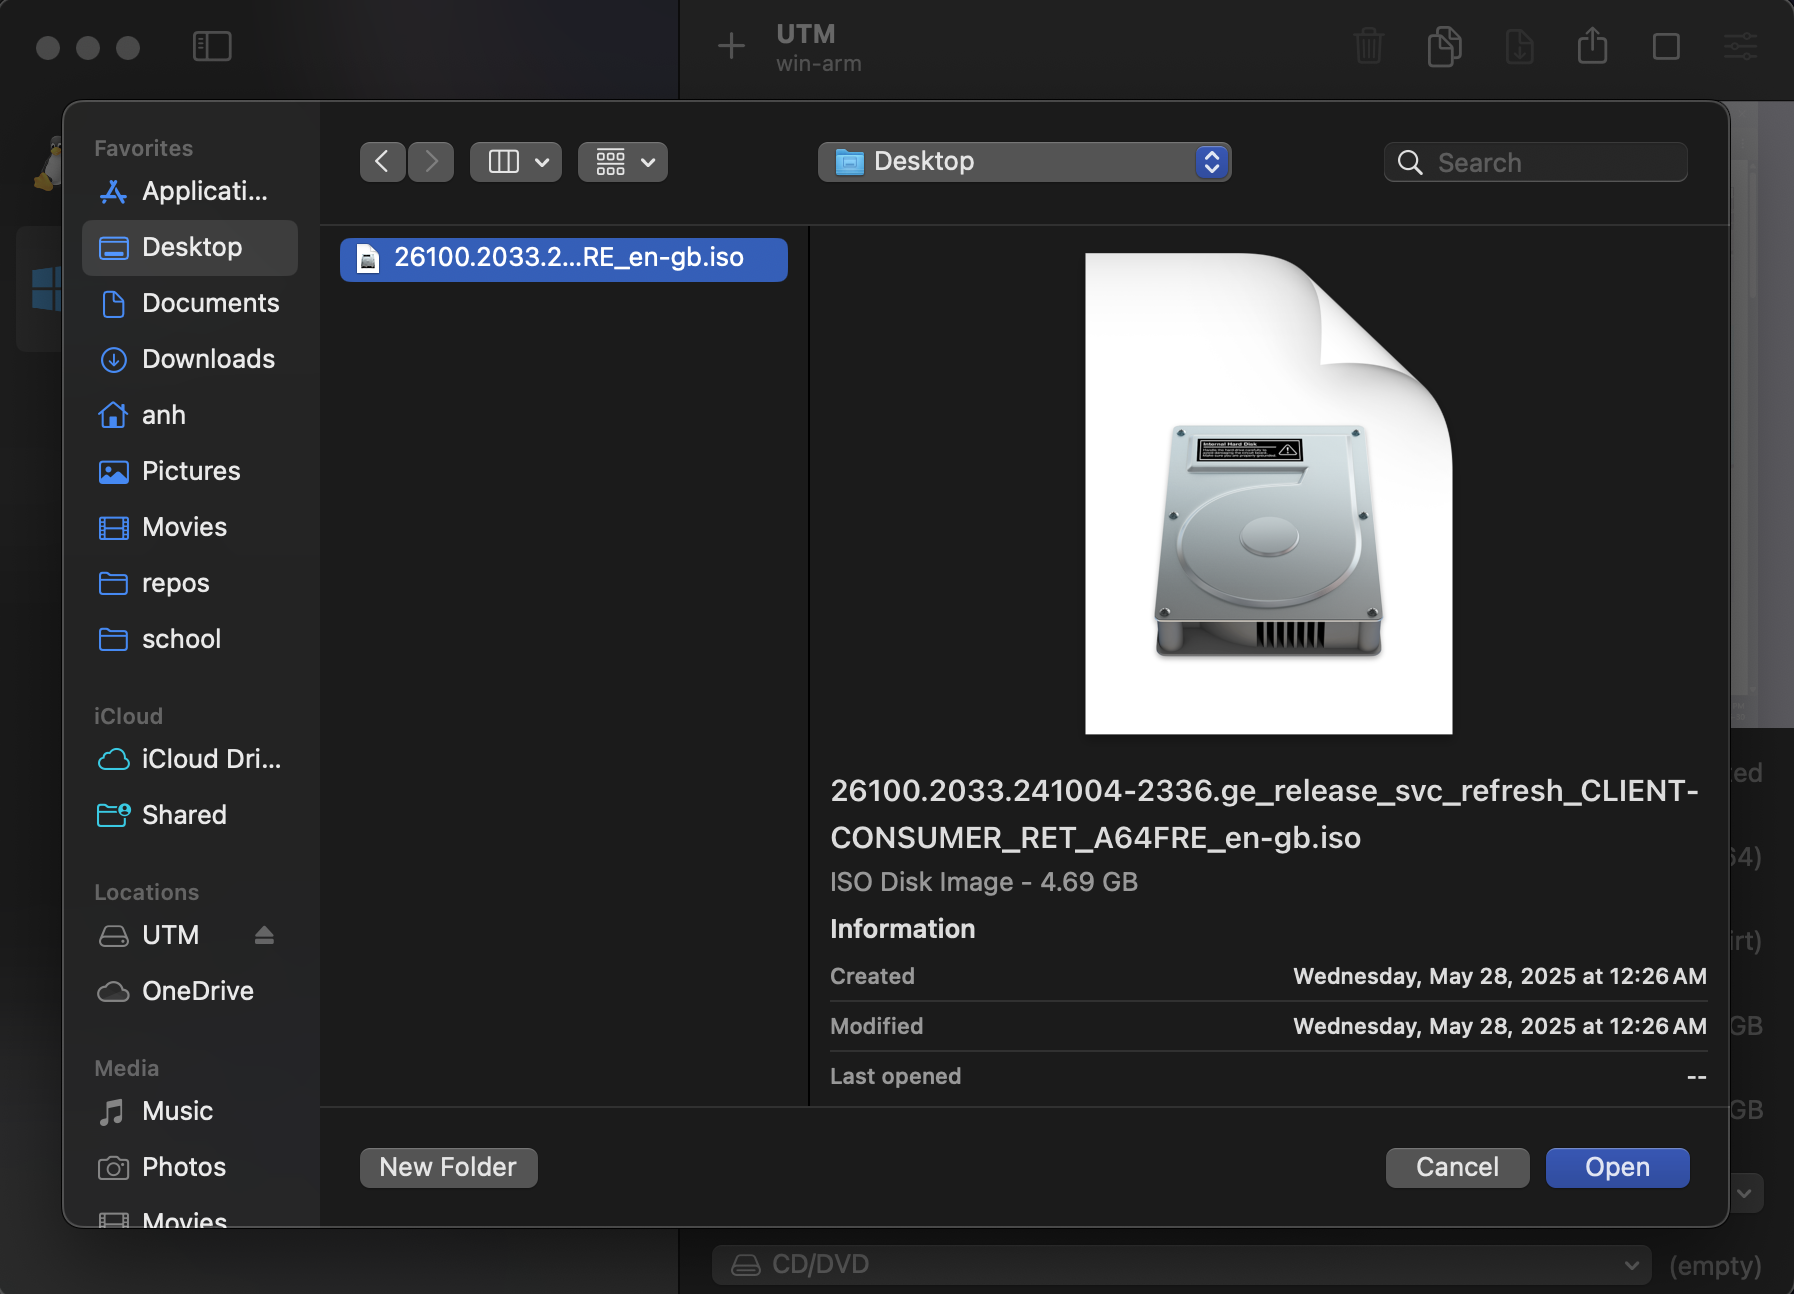 UTM
win-arm
Favorites
Applicati...
Desktop
Documents
Downloads
anh
Pictures
Movies
repos
school
iCloud
iCloud Dri...
Shared
Locations
UTM
OneDrive
Media
Music
Photos
Movies
Desktop
Search
26100.2033.2...RE_en-gb.iso
Internal Hard Disk
26100.2033.241004-2336.ge_release_svc_refresh_CLIENT-
CONSUMER_RET_A64FRE_en-gb.iso
ISO Disk Image - 4.69 GB
Information
Created Wednesday, May 28, 2025 at 12:26 AM
Modified Wednesday, May 28, 2025 at 12:26 AM
Last opened --
New Folder
Cancel
Open
GB
GB
CD/DVD
(empty)